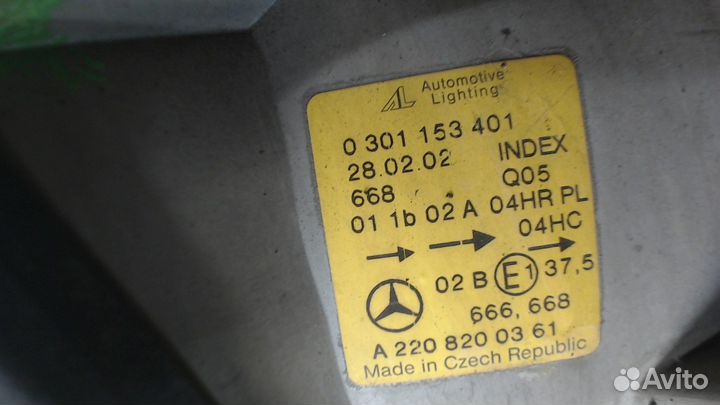 AL Automotive
Lighting
0 301 153 401
28.02.02 INDEX
668 Q05
01 1b 02 A 04HR PL
04HC
02 B E1 37,5
666, 668
A 220 820 03 61
Made in Czech Republic
Avito